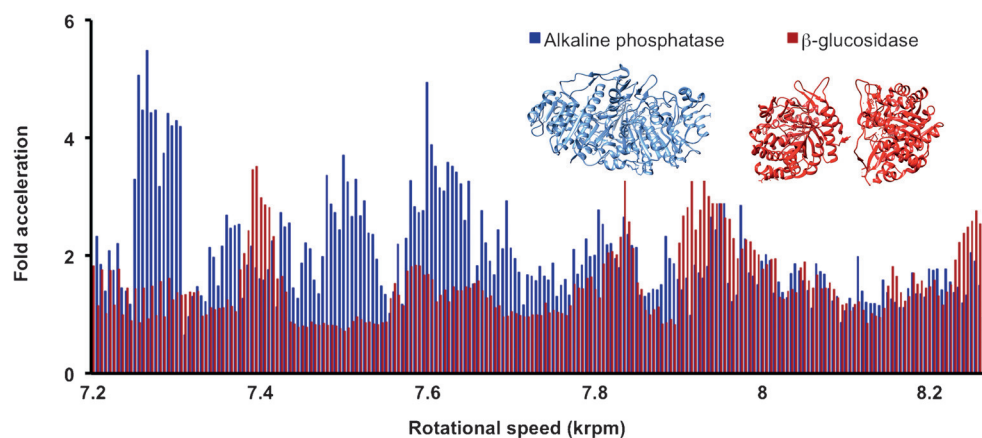 6
Alkaline phosphatase
β-glucosidase
Fold acceleration
4
2
0
7.2
7.4
7.6
7.8
8
8.2
Rotational speed (krpm)